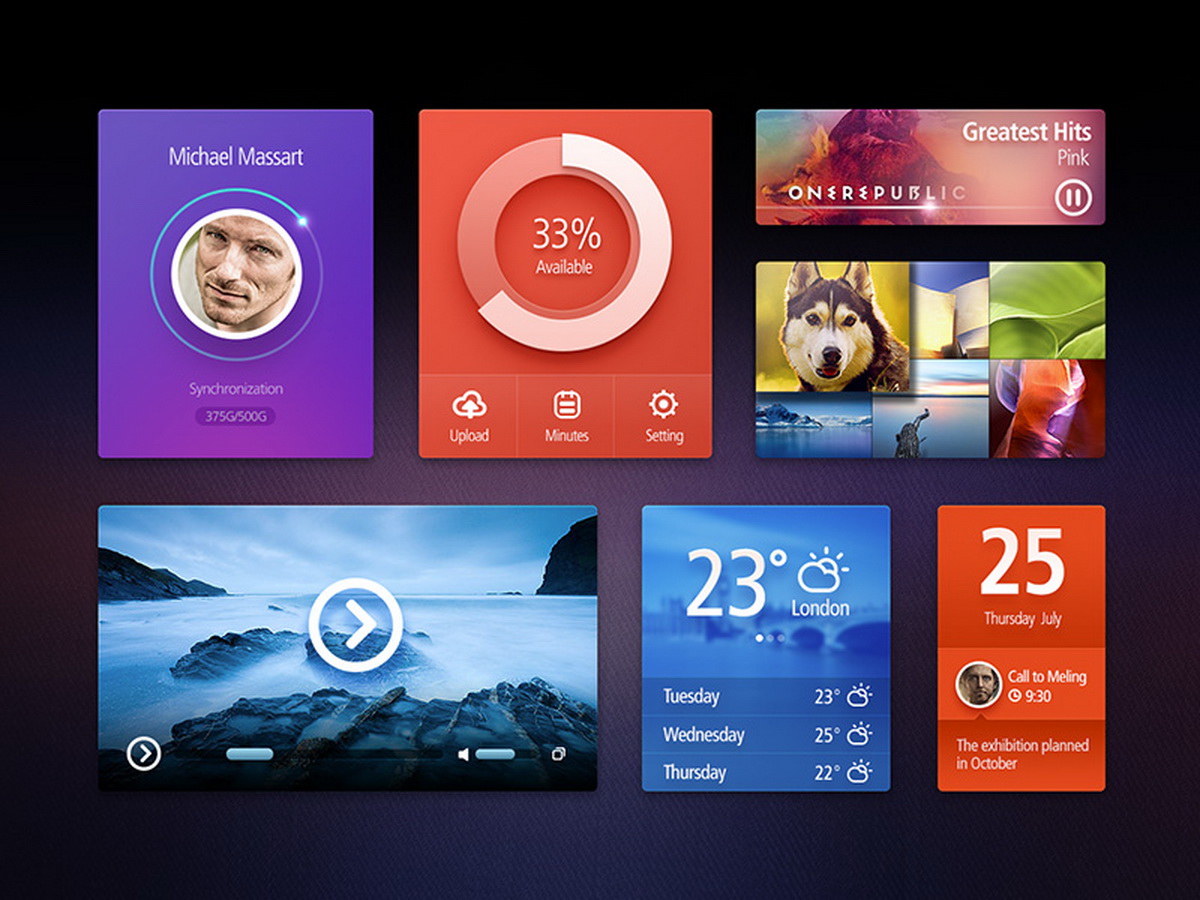 Michael Massart
Synchronization
375G/500G
33%
Available
Upload
Minutes
Setting
Greatest Hits
Pink
ONEREPUBLIC
23°
London
Tuesday 23°
Wednesday 25°
Thursday 22°
25
Thursday July
Call to Meling
9:30
The exhibition planned
in October